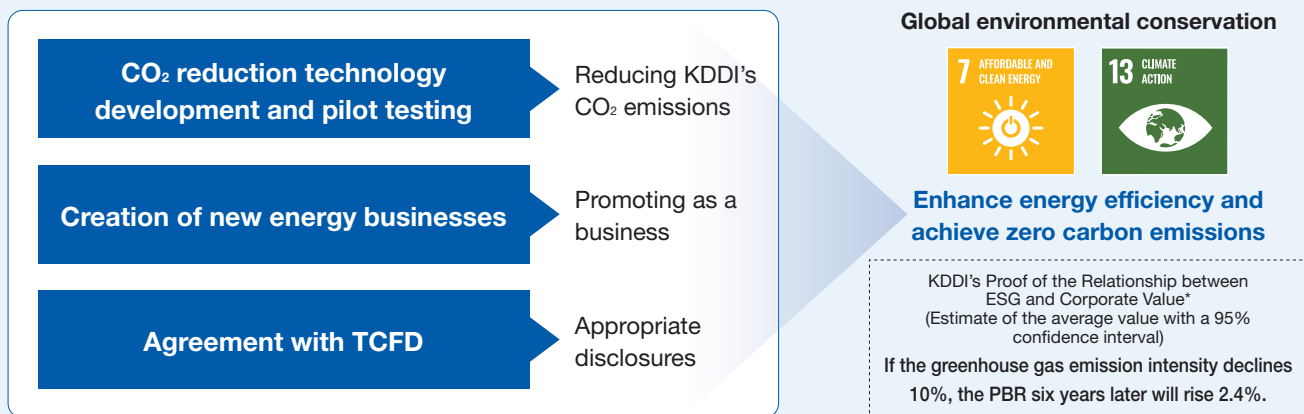 CO₂ reduction technology
development and pilot testing
Reducing KDDI's
CO₂ emissions
Creation of new energy businesses
Promoting as a
business
Agreement with TCFD
Appropriate
disclosures
Global environmental conservation
7 AFFORDABLE AND
CLEAN ENERGY
13 CLIMATE
ACTION
Enhance energy efficiency and
achieve zero carbon emissions
KDDI's Proof of the Relationship between
ESG and Corporate Value*
(Estimate of the average value with a 95%
confidence interval)
If the greenhouse gas emission intensity declines
10%, the PBR six years later will rise 2.4%.